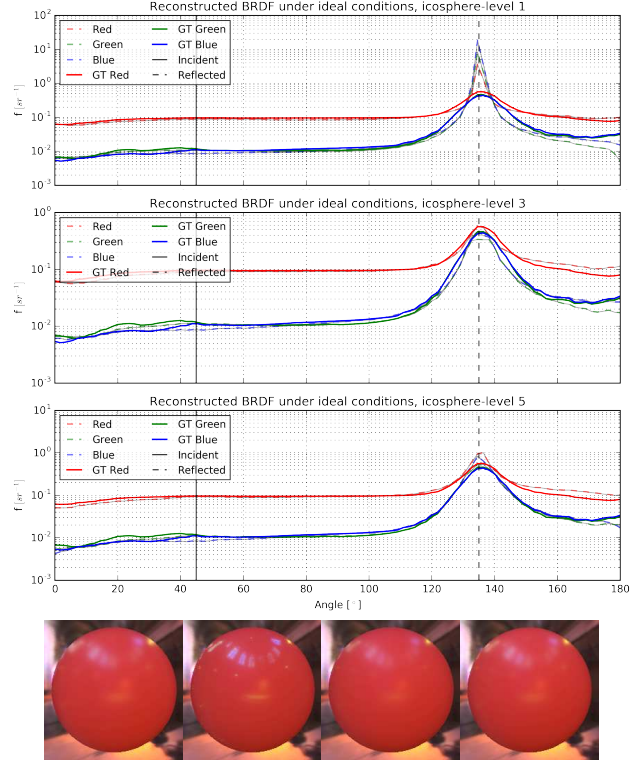 Reconstructed BRDF under ideal conditions, icosphere-level 1
10^2
10^1
10^0
10^-1
10^-2
10^-3
f [sr^-1]
Red
Green
Blue
GT Red
GT Green
GT Blue
Incident
Reflected
Reconstructed BRDF under ideal conditions, icosphere-level 3
10^0
10^-1
10^-2
10^-3
f [sr^-1]
Red
Green
Blue
GT Red
GT Green
GT Blue
Incident
Reflected
Reconstructed BRDF under ideal conditions, icosphere-level 5
10^1
10^0
10^-1
10^-2
10^-3
f [sr^-1]
Red
Green
Blue
GT Red
GT Green
GT Blue
Incident
Reflected
0 20 40 60 80 100 120 140 160 180
Angle [°]